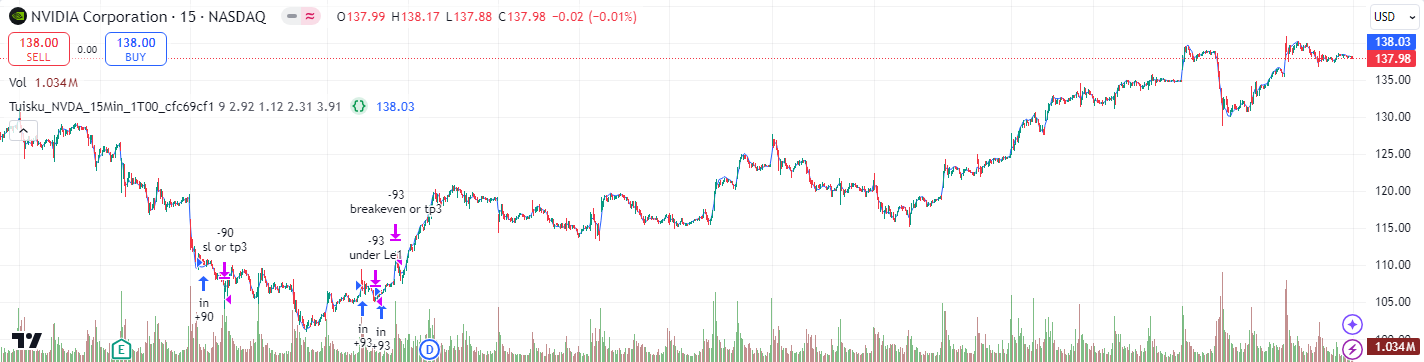 NVIDIA Corporation · 15 · NASDAQ O137.99 H138.17 L137.88 C137.98 −0.02 (−0.01%)
USD
138.00 SELL
0.00
138.00 BUY
Vol 1.034M
Tuisku_NVDA_15Min_1T00_cfc69cf1 9 2.92 1.12 2.31 3.91 {} 138.03
138.03
137.98
135.00
130.00
125.00
120.00
115.00
110.00
105.00
100.00
1.034M
-90
sl or tp3
in
+90
-93
breakeven or tp3
-93
under Le1
in
+93
in
+93
E
D